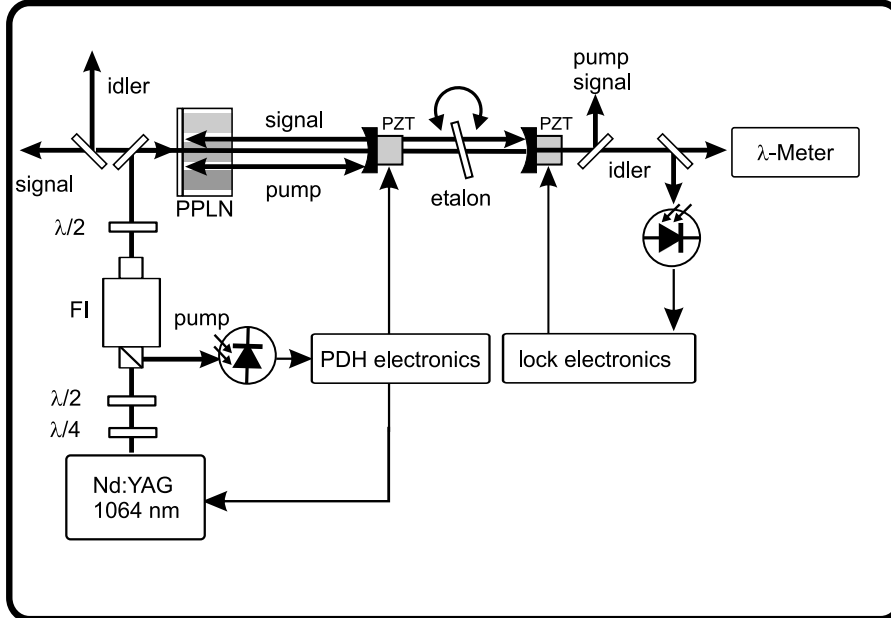 idler
signal
PPLN
signal
pump
PZT
etalon
PZT
pump
signal
idler
λ-Meter
λ/2
FI
pump
PDH electronics
lock electronics
λ/2
λ/4
Nd:YAG
1064 nm